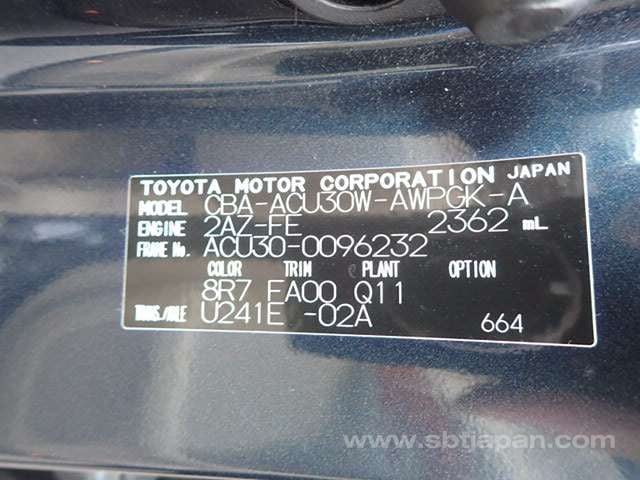 TOYOTA MOTOR CORPORATION JAPAN
MODEL CBA-ACU30W-AWPGK-A
ENGINE 2AZ-FE 2362 mL
FRAME No. ACU30-0096232
COLOR TRIM PLANT OPTION
8R7 FA00 Q11
TRANS./AXLE U241E -02A 664
www.sbtjapan.com